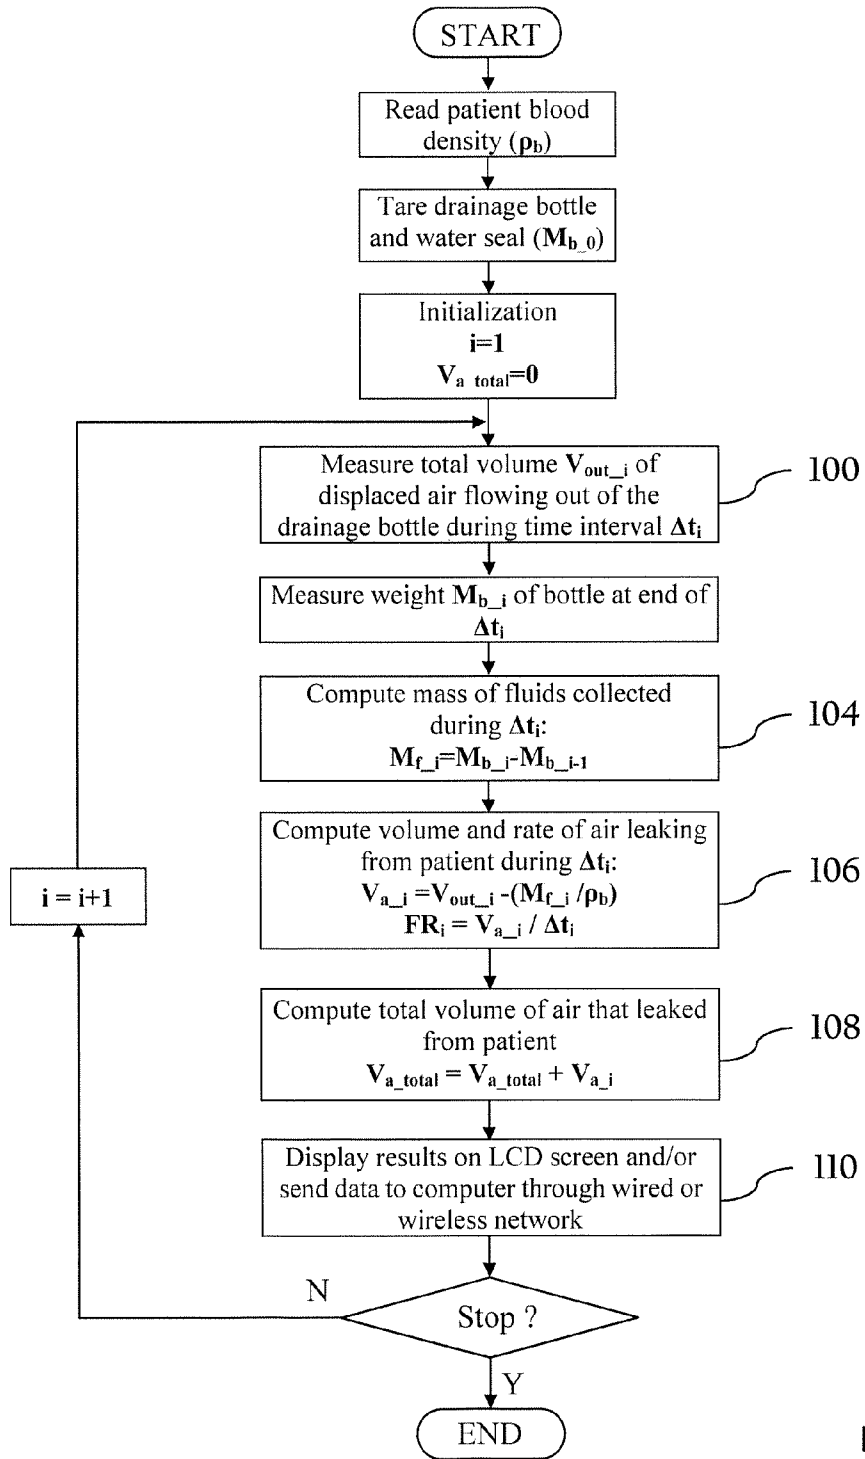 START
Read patient blood
density (ρb)
Tare drainage bottle
and water seal (Mb_0)
Initialization
i=1
Va_total=0
Measure total volume Vout_i of
displaced air flowing out of the
drainage bottle during time interval Δti
100
Measure weight Mb_i of bottle at end of
Δti
Compute mass of fluids collected
during Δti:
Mf_i=Mb_i-Mb_i-1
104
Compute volume and rate of air leaking
from patient during Δti:
Va_i =Vout_i -(Mf_i /ρb)
FRi = Va_i / Δti
106
i = i+1
Compute total volume of air that leaked
from patient
Va_total = Va_total + Va_i
108
Display results on LCD screen and/or
send data to computer through wired or
wireless network
110
N
Stop ?
Y
END